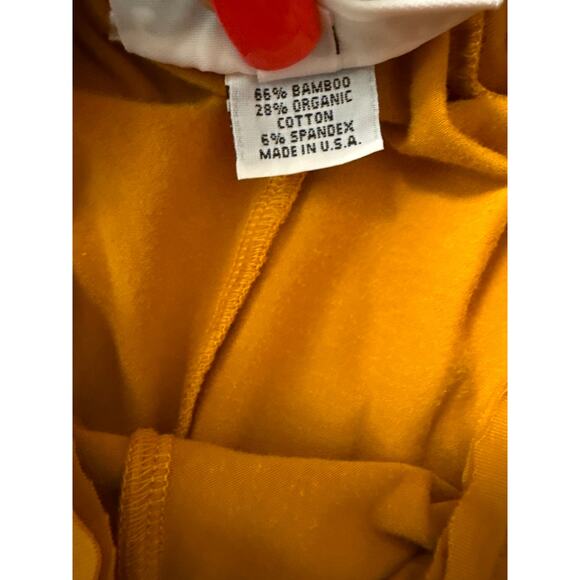 66% BAMBOO
28% ORGANIC
COTTON
6% SPANDEX
MADE IN U.S.A.